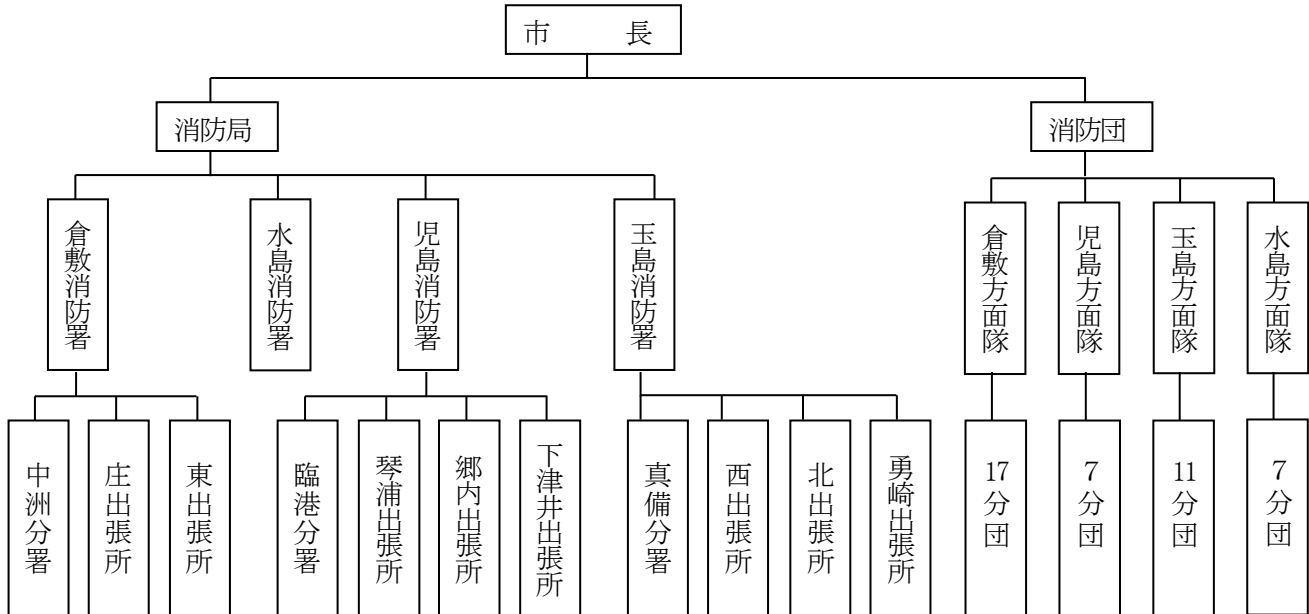 市　　　長
消防局
消防団
倉敷消防署
水島消防署
児島消防署
玉島消防署
倉敷方面隊
児島方面隊
玉島方面隊
水島方面隊
中洲分署
庄出張所
東出張所
臨港分署
琴浦出張所
郷内出張所
下津井出張所
真備分署
西出張所
北出張所
勇崎出張所
17分団
7分団
11分団
7分団